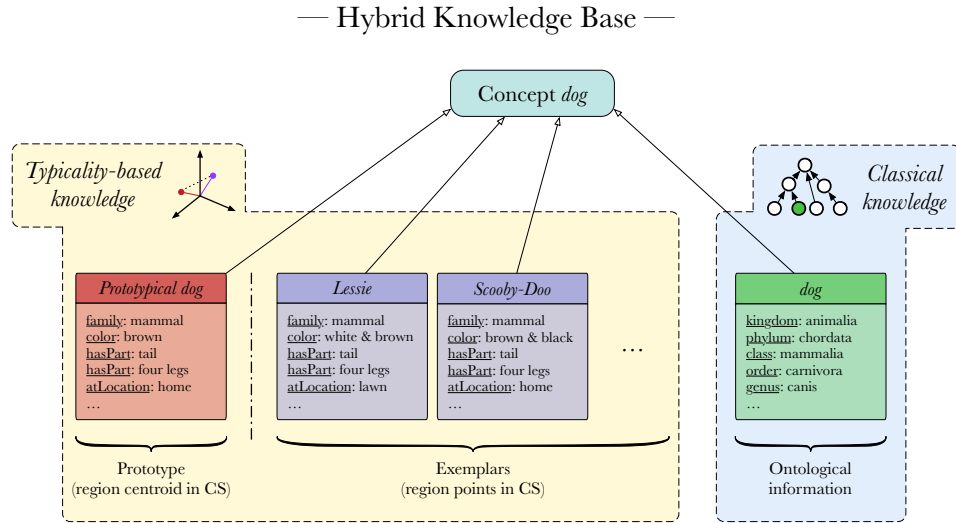 — Hybrid Knowledge Base —
Concept dog
Typicality-based
knowledge
Classical
knowledge
Prototypical dog
family: mammal
color: brown
hasPart: tail
hasPart: four legs
atLocation: home
…
Lessie
family: mammal
color: white & brown
hasPart: tail
hasPart: four legs
atLocation: lawn
…
Scooby-Doo
family: mammal
color: brown & black
hasPart: tail
hasPart: four legs
atLocation: home
…
…
dog
kingdom: animalia
phylum: chordata
class: mammalia
order: carnivora
genus: canis
…
Prototype
(region centroid in CS)
Exemplars
(region points in CS)
Ontological
information